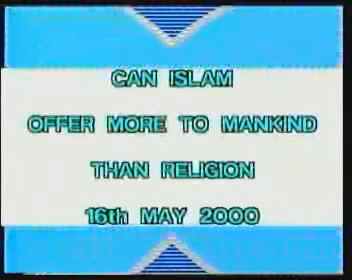 CAN ISLAM
OFFER MORE TO MANKIND
THAN RELIGION
16th MAY 2000